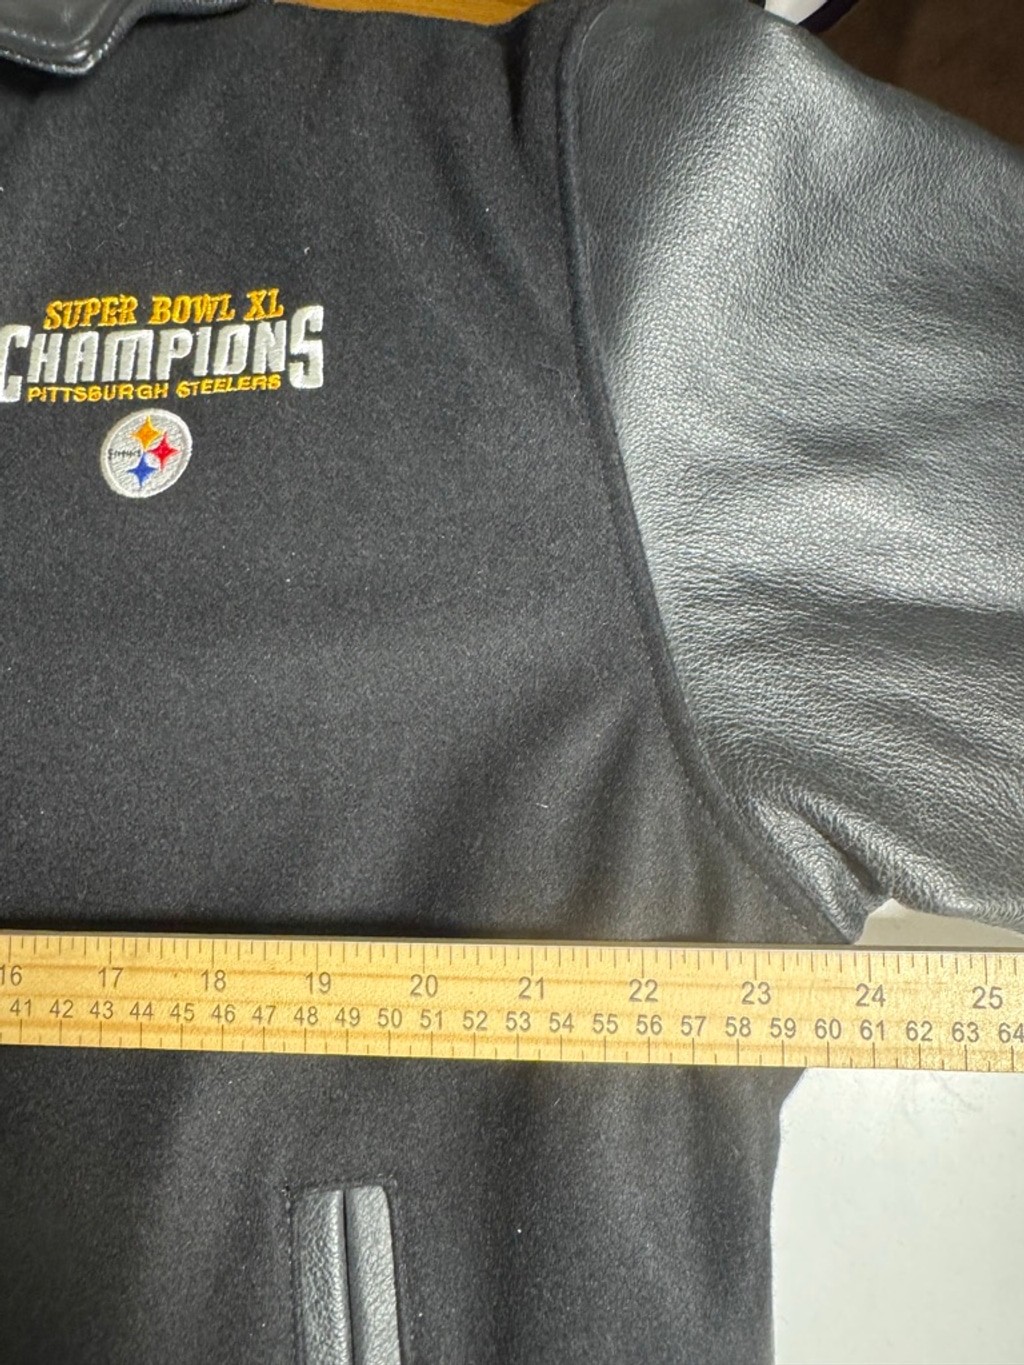 SUPER BOWL XL
CHAMPIONS
PITTSBURGH STEELERS
Steelers
16 17 18 19 20 21 22 23 24 25
41 42 43 44 45 46 47 48 49 50 51 52 53 54 55 56 57 58 59 60 61 62 63 64